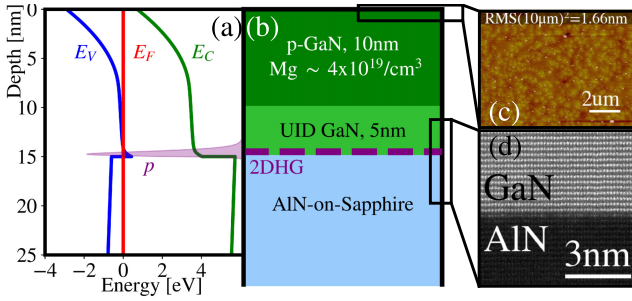 Depth [nm]
0
5
10
15
20
25
E_V
E_F
E_C
p
(a)
−4
0
4
Energy [eV]
(b)
p-GaN, 10nm
Mg ~ 4x10^19/cm^3
UID GaN, 5nm
2DHG
AlN-on-Sapphire
RMS(10μm)^2=1.66nm
2um
(c)
(d)
GaN
AlN
3nm